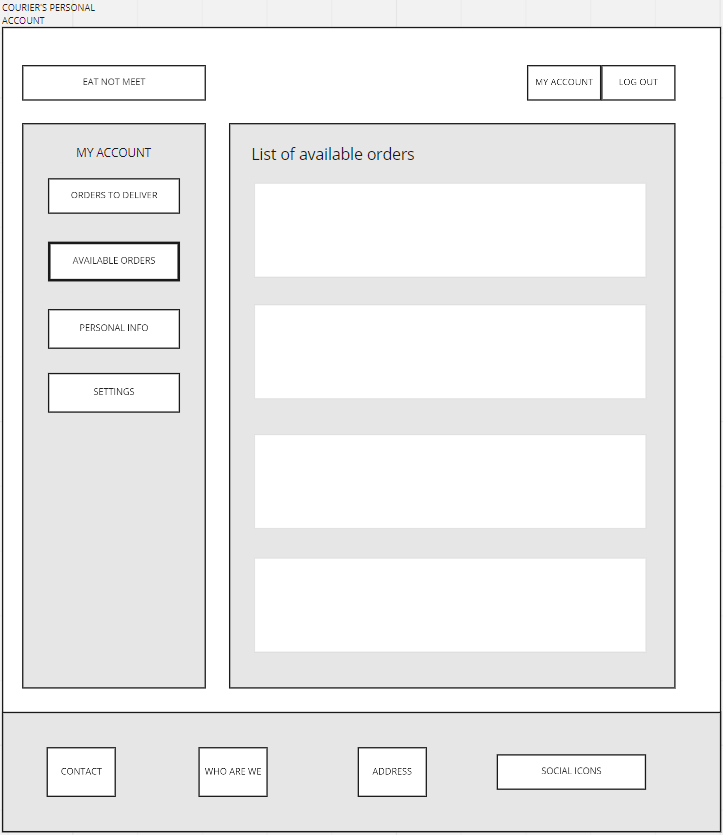 COURIER'S PERSONAL
ACCOUNT
EAT NOT MEET
MY ACCOUNT
LOG OUT
MY ACCOUNT
ORDERS TO DELIVER
AVAILABLE ORDERS
PERSONAL INFO
SETTINGS
List of available orders
CONTACT
WHO ARE WE
ADDRESS
SOCIAL ICONS